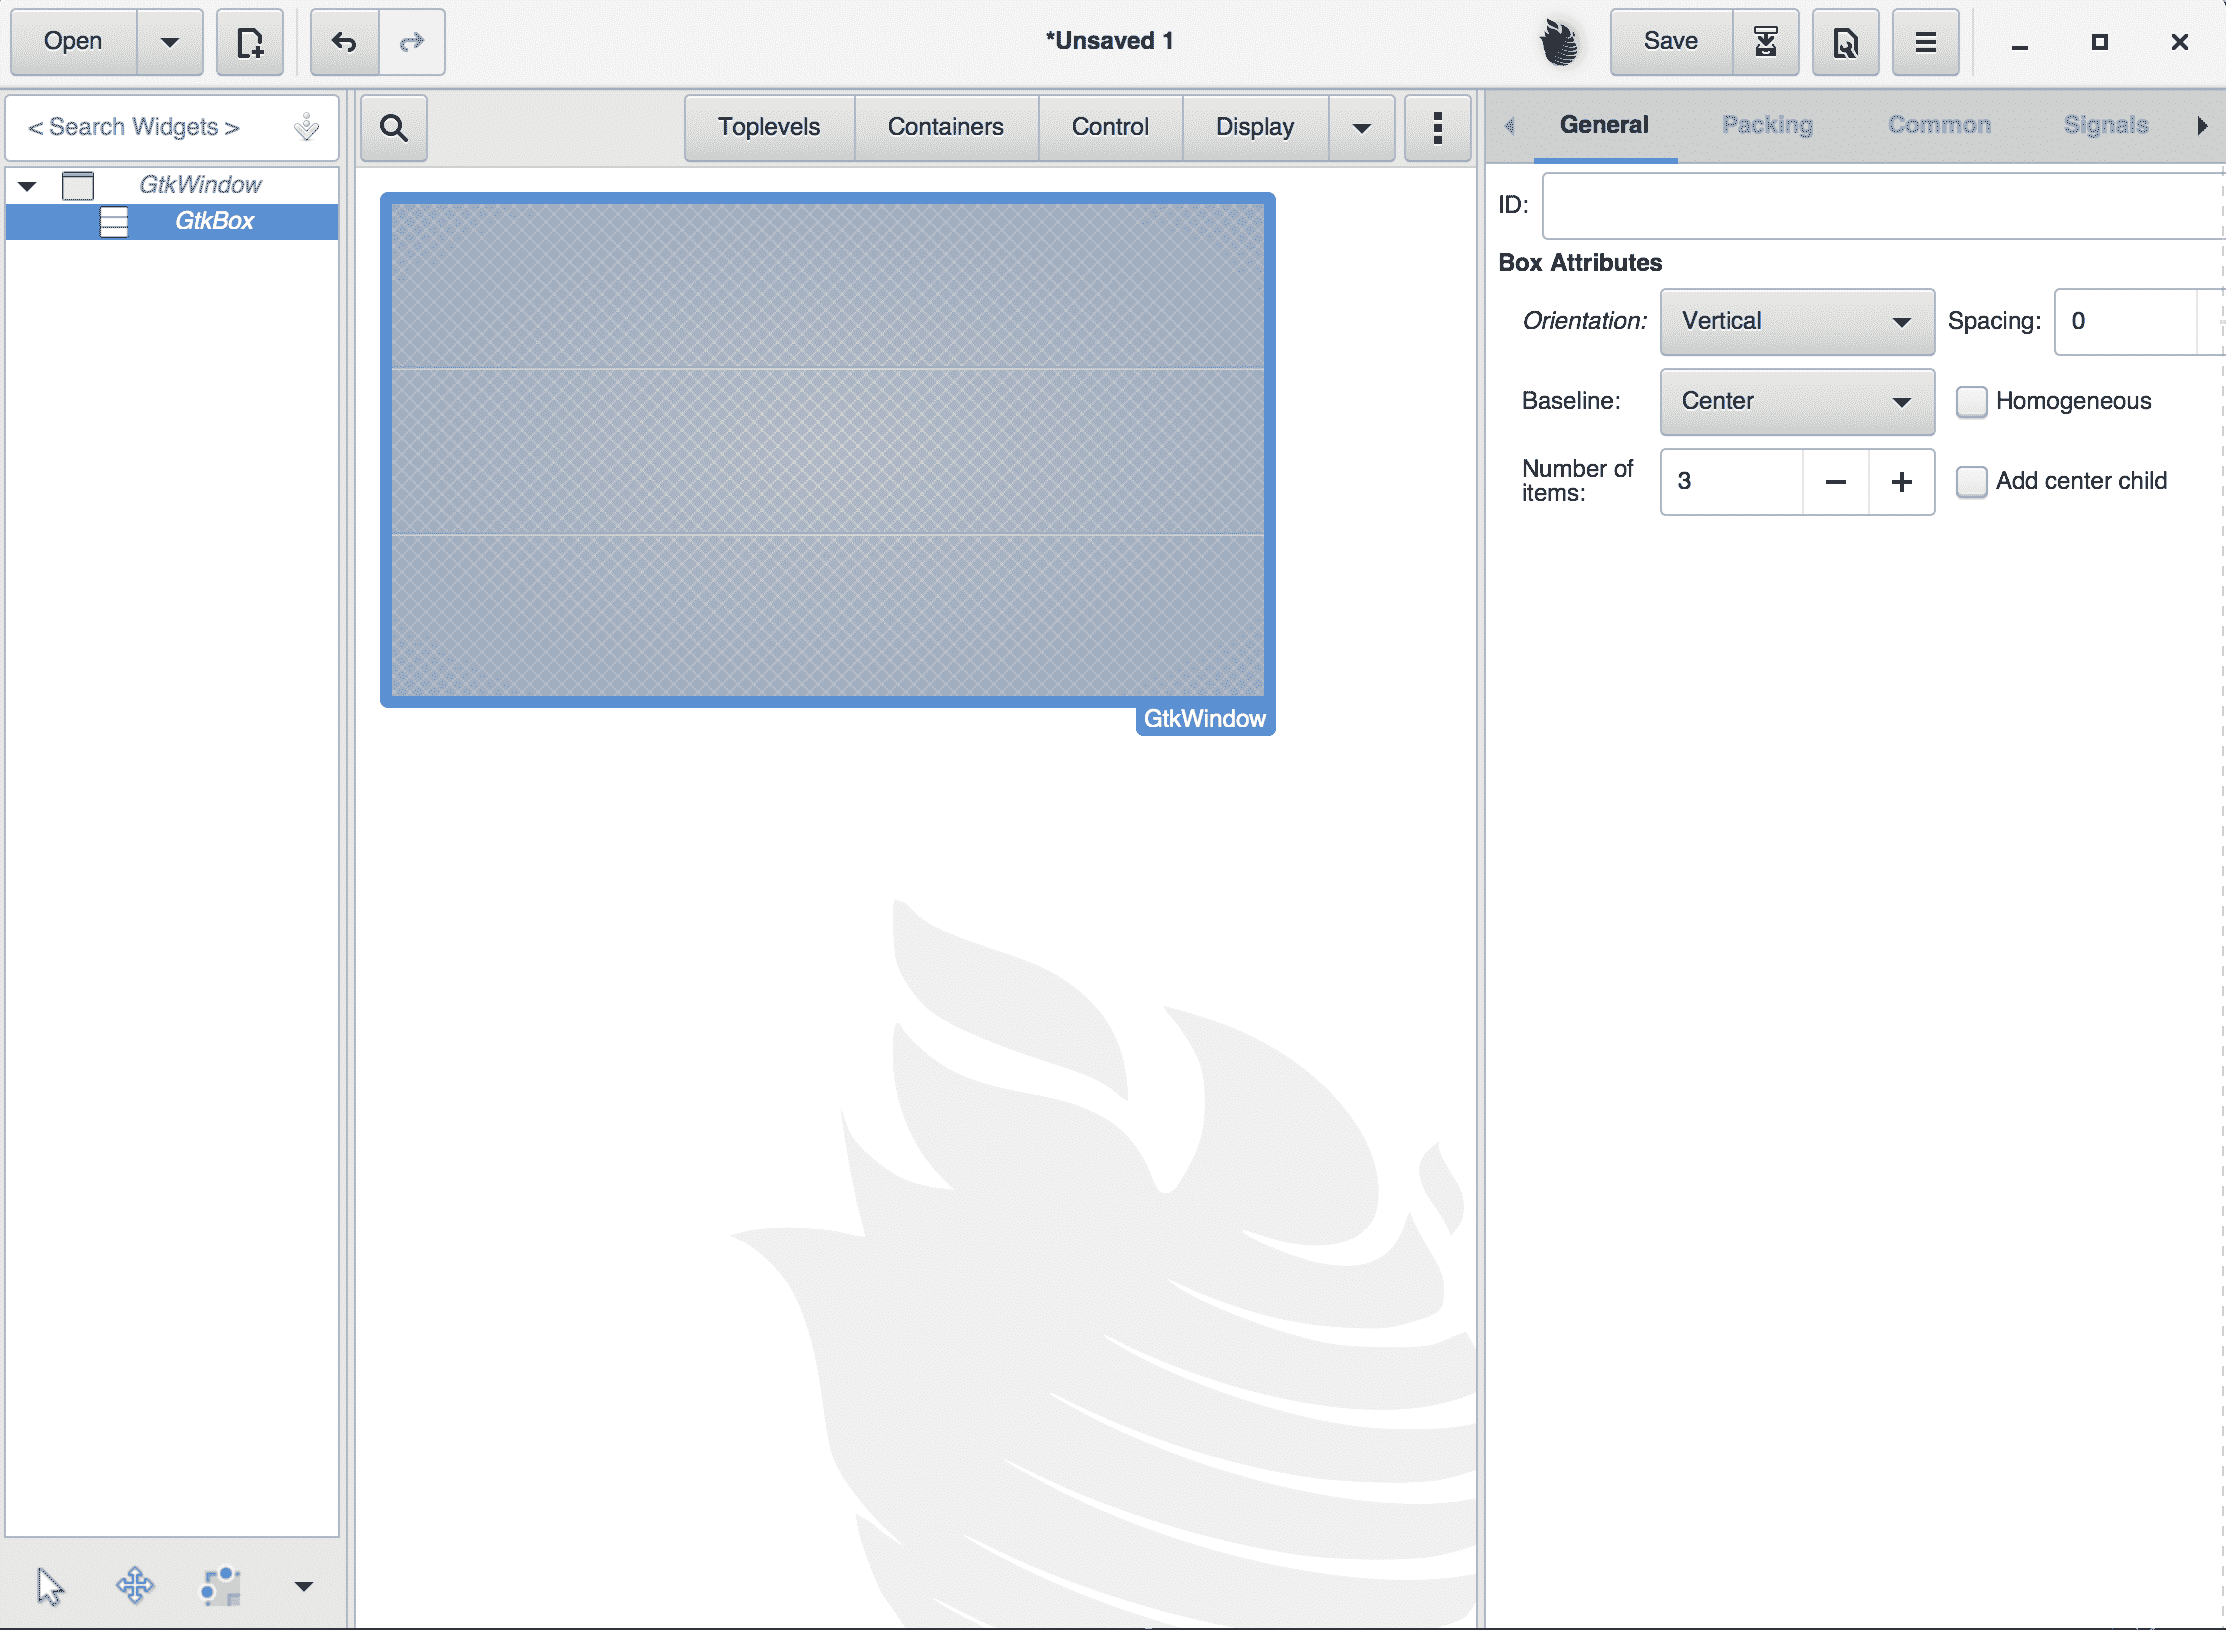 Open
*Unsaved 1
Save
< Search Widgets >
Toplevels Containers Control Display
General Packing Common Signals
GtkWindow
GtkBox
ID:
Box Attributes
Orientation: Vertical Spacing: 0
Baseline: Center Homogeneous
Number of items: 3 Add center child
GtkWindow